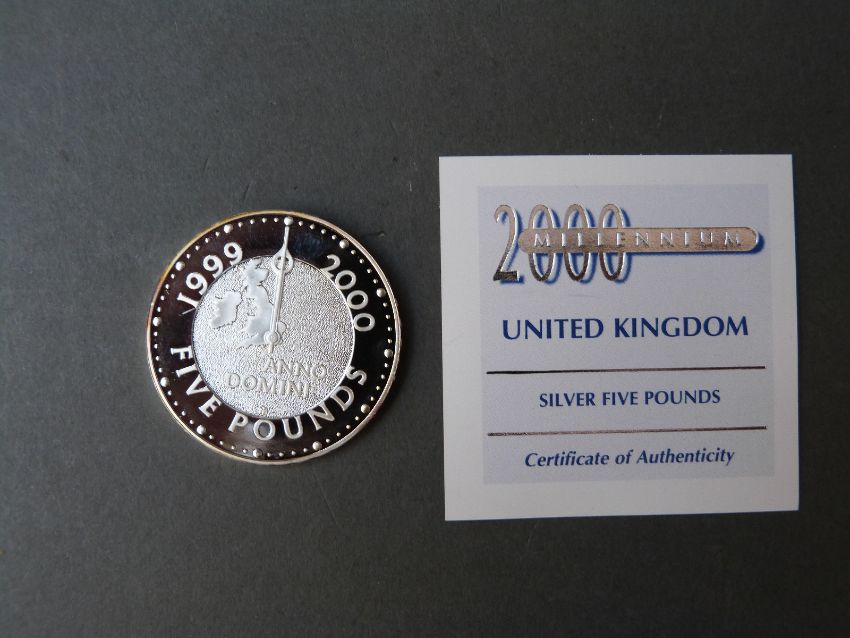 1999
2000
ANNO
DOMINI
FIVE POUNDS
2000
MILLENNIUM
UNITED KINGDOM
SILVER FIVE POUNDS
Certificate of Authenticity